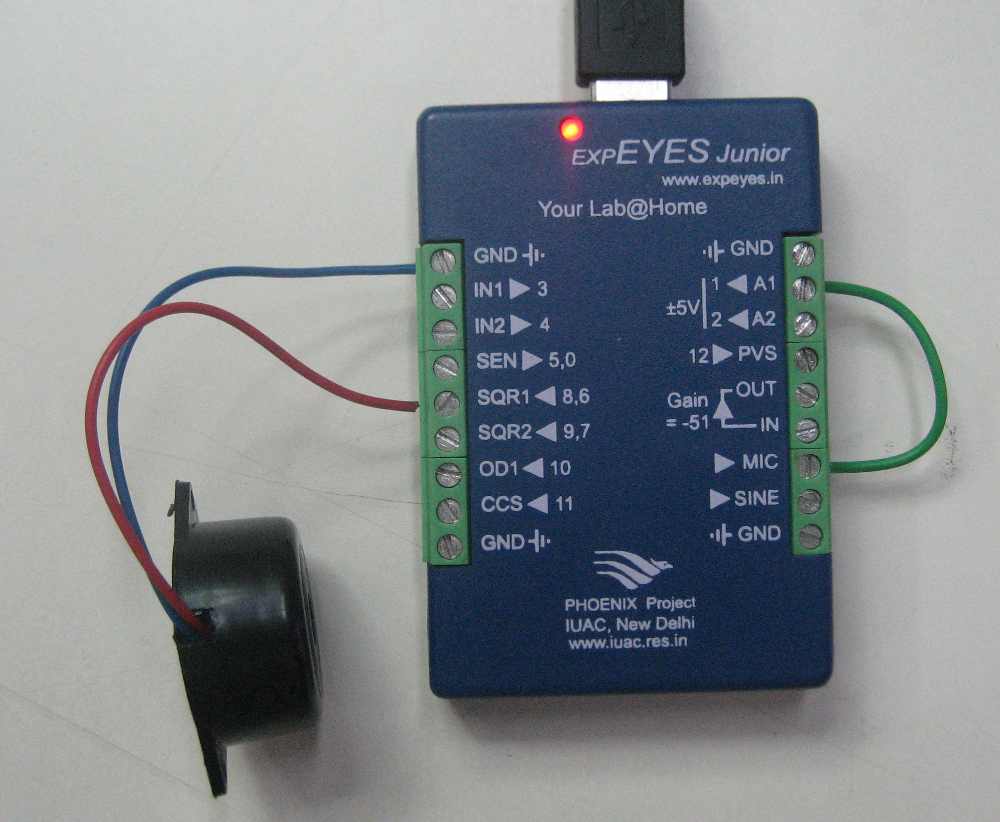 EXPEYES Junior
www.expeyes.in
Your Lab@Home
GND
IN1 3
IN2 4
SEN 5,0
SQR1 8,6
SQR2 9,7
OD1 10
CCS 11
GND
GND
1 A1
±5V
2 A2
12 PVS
OUT
Gain
= -51
IN
MIC
SINE
GND
PHOENIX Project
IUAC, New Delhi
www.iuac.res.in